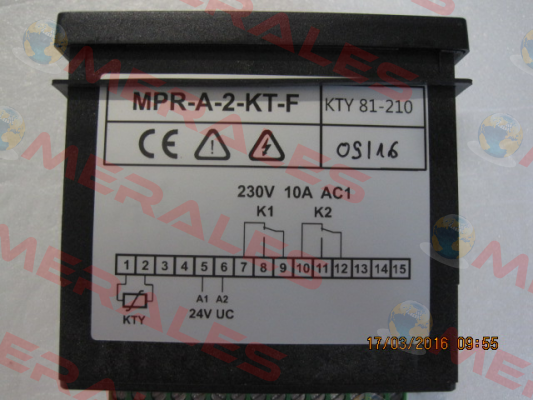 MPR-A-2-KT-F
KTY 81-210
CE
09/16
230V 10A AC1
K1 K2
1 2 3 4 5 6 7 8 9 10 11 12 13 14 15
A1 A2
KTY
24V UC
MERALES
17/03/2016 09:55